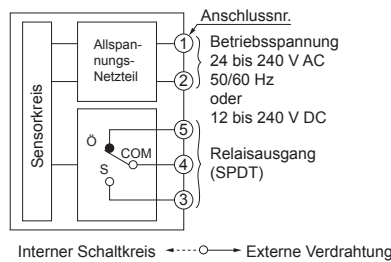 Anschlussnr.
Sensorkreis
Allspan-
nungs-
Netzteil
1
2
Betriebsspannung
24 bis 240 V AC
50/60 Hz
oder
12 bis 240 V DC
Ö
COM
S
5
4
3
Relaisausgang
(SPDT)
Interner Schaltkreis
Externe Verdrahtung